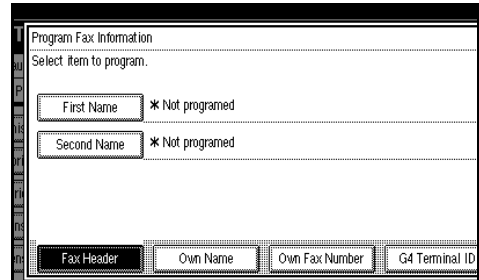 Program Fax Information
Select item to program.
First Name * Not programed
Second Name * Not programed
Fax Header Own Name Own Fax Number G4 Terminal ID